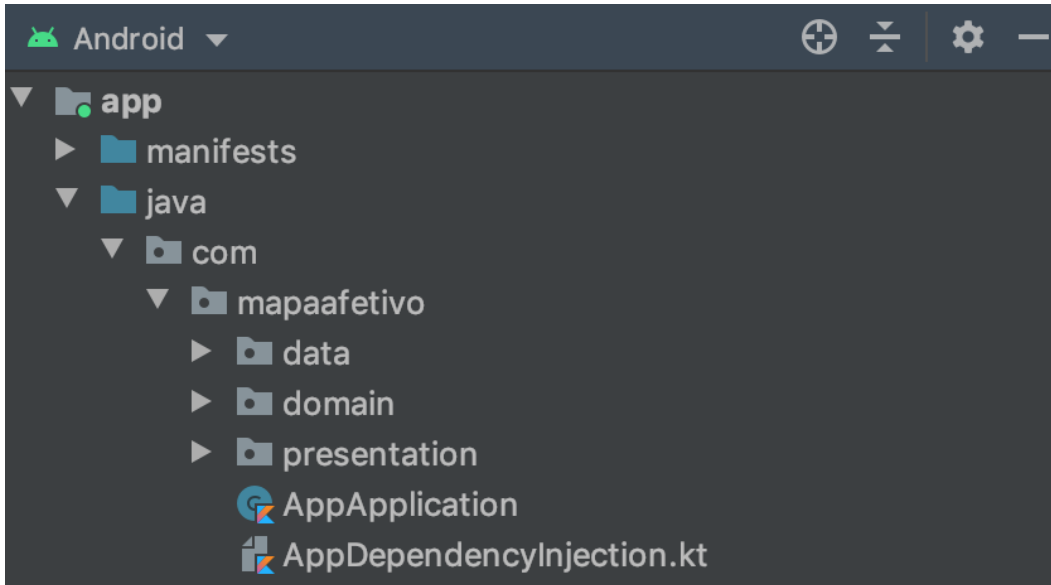 Android
app
manifests
java
com
mapaafetivo
data
domain
presentation
AppApplication
AppDependencyInjection.kt